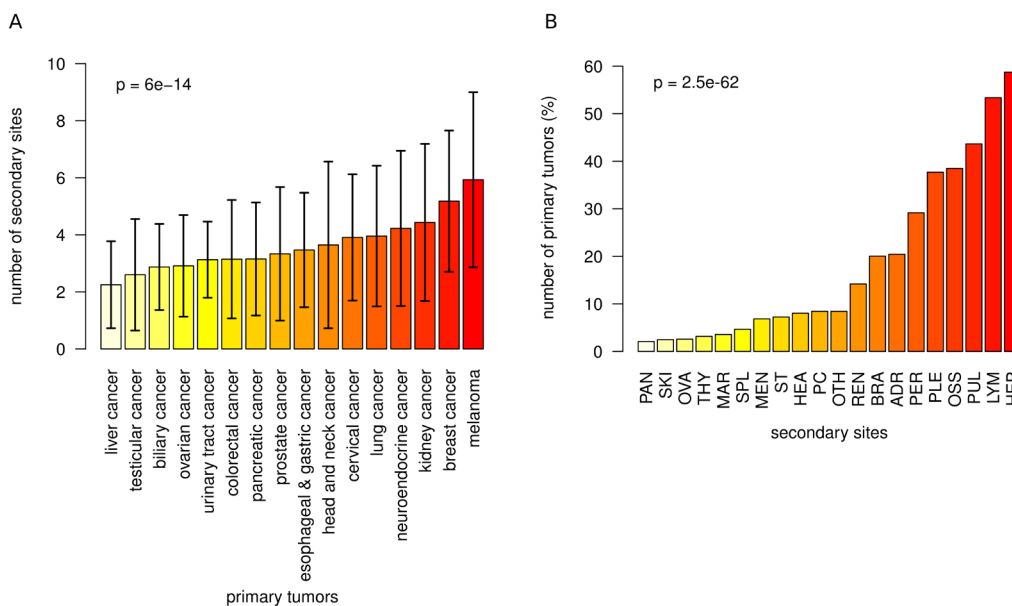 A
number of secondary sites
10
8
6
4
2
0
p = 6e−14
liver cancer
testicular cancer
biliary cancer
ovarian cancer
urinary tract cancer
colorectal cancer
pancreatic cancer
prostate cancer
esophageal & gastric cancer
head and neck cancer
cervical cancer
lung cancer
neuroendocrine cancer
kidney cancer
breast cancer
melanoma
primary tumors
B
number of primary tumors (%)
60
50
40
30
20
10
0
p = 2.5e-62
PAN
SKI
OVA
THY
MAR
SPL
MEN
ST
HEA
PC
OTH
REN
BRA
ADR
PER
PLE
OSS
PUL
LYM
HEP
secondary sites